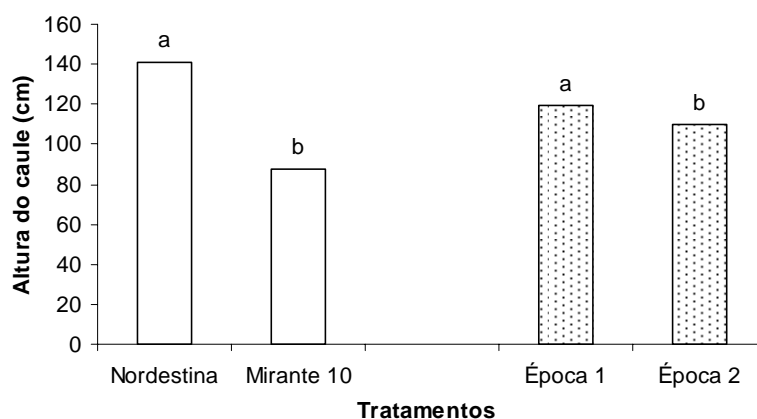 Altura do caule (cm)
160
140
120
100
80
60
40
20
0
a
b
a
b
Nordestina Mirante 10 Época 1 Época 2
Tratamentos